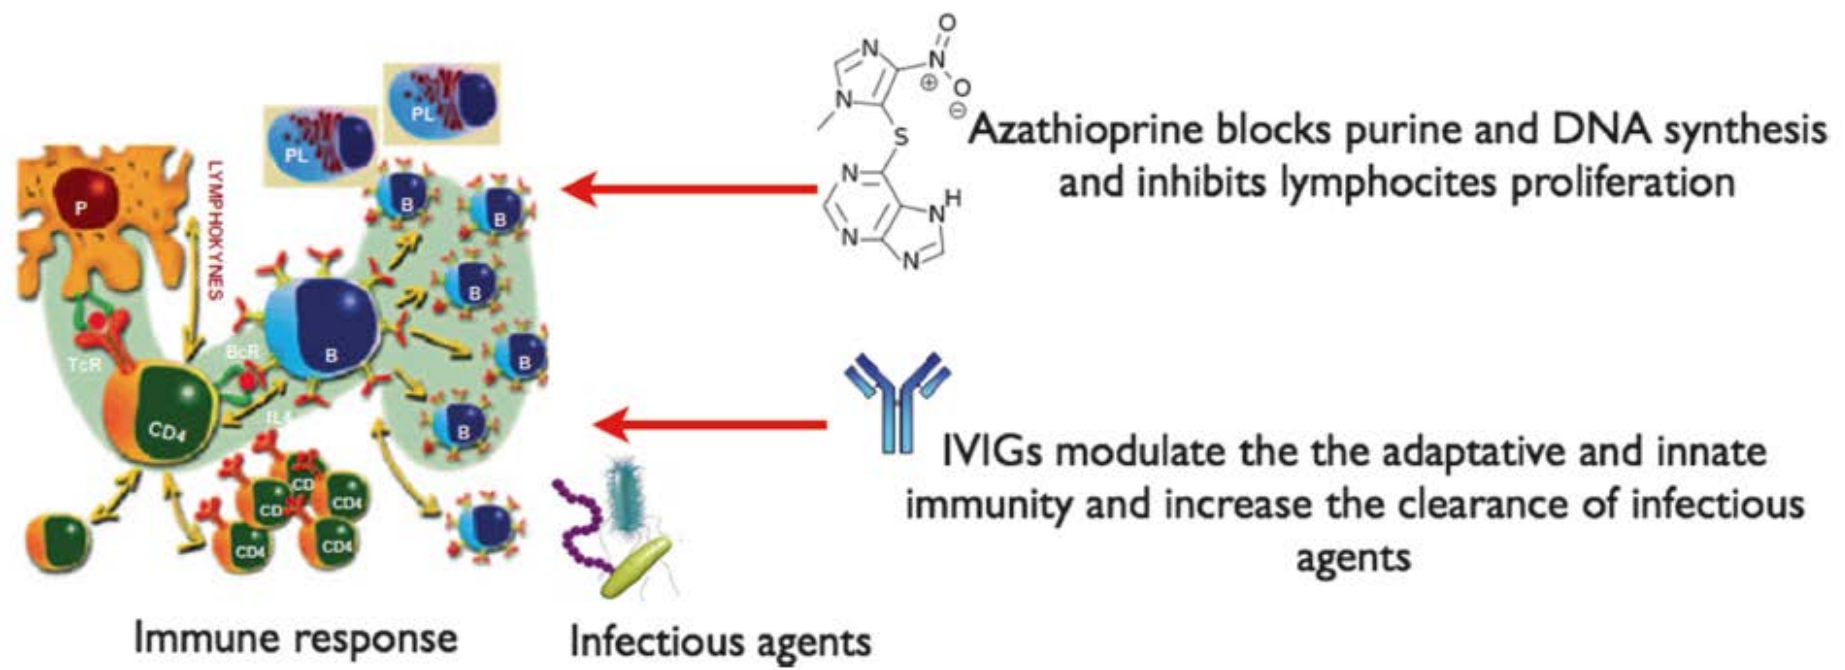 PL
PL
P
LYMPHOKYNES
B
B
B
B
B
B
B
TcR
BcR
IL4
CD4
CD
CD
CD4
CD4
CD4
N
O
N
⊕
O
⊖
N
S
N
N
H
N
N
Azathioprine blocks purine and DNA synthesis
and inhibits lymphocites proliferation
IVIGs modulate the the adaptative and innate
immunity and increase the clearance of infectious
agents
Immune response
Infectious agents